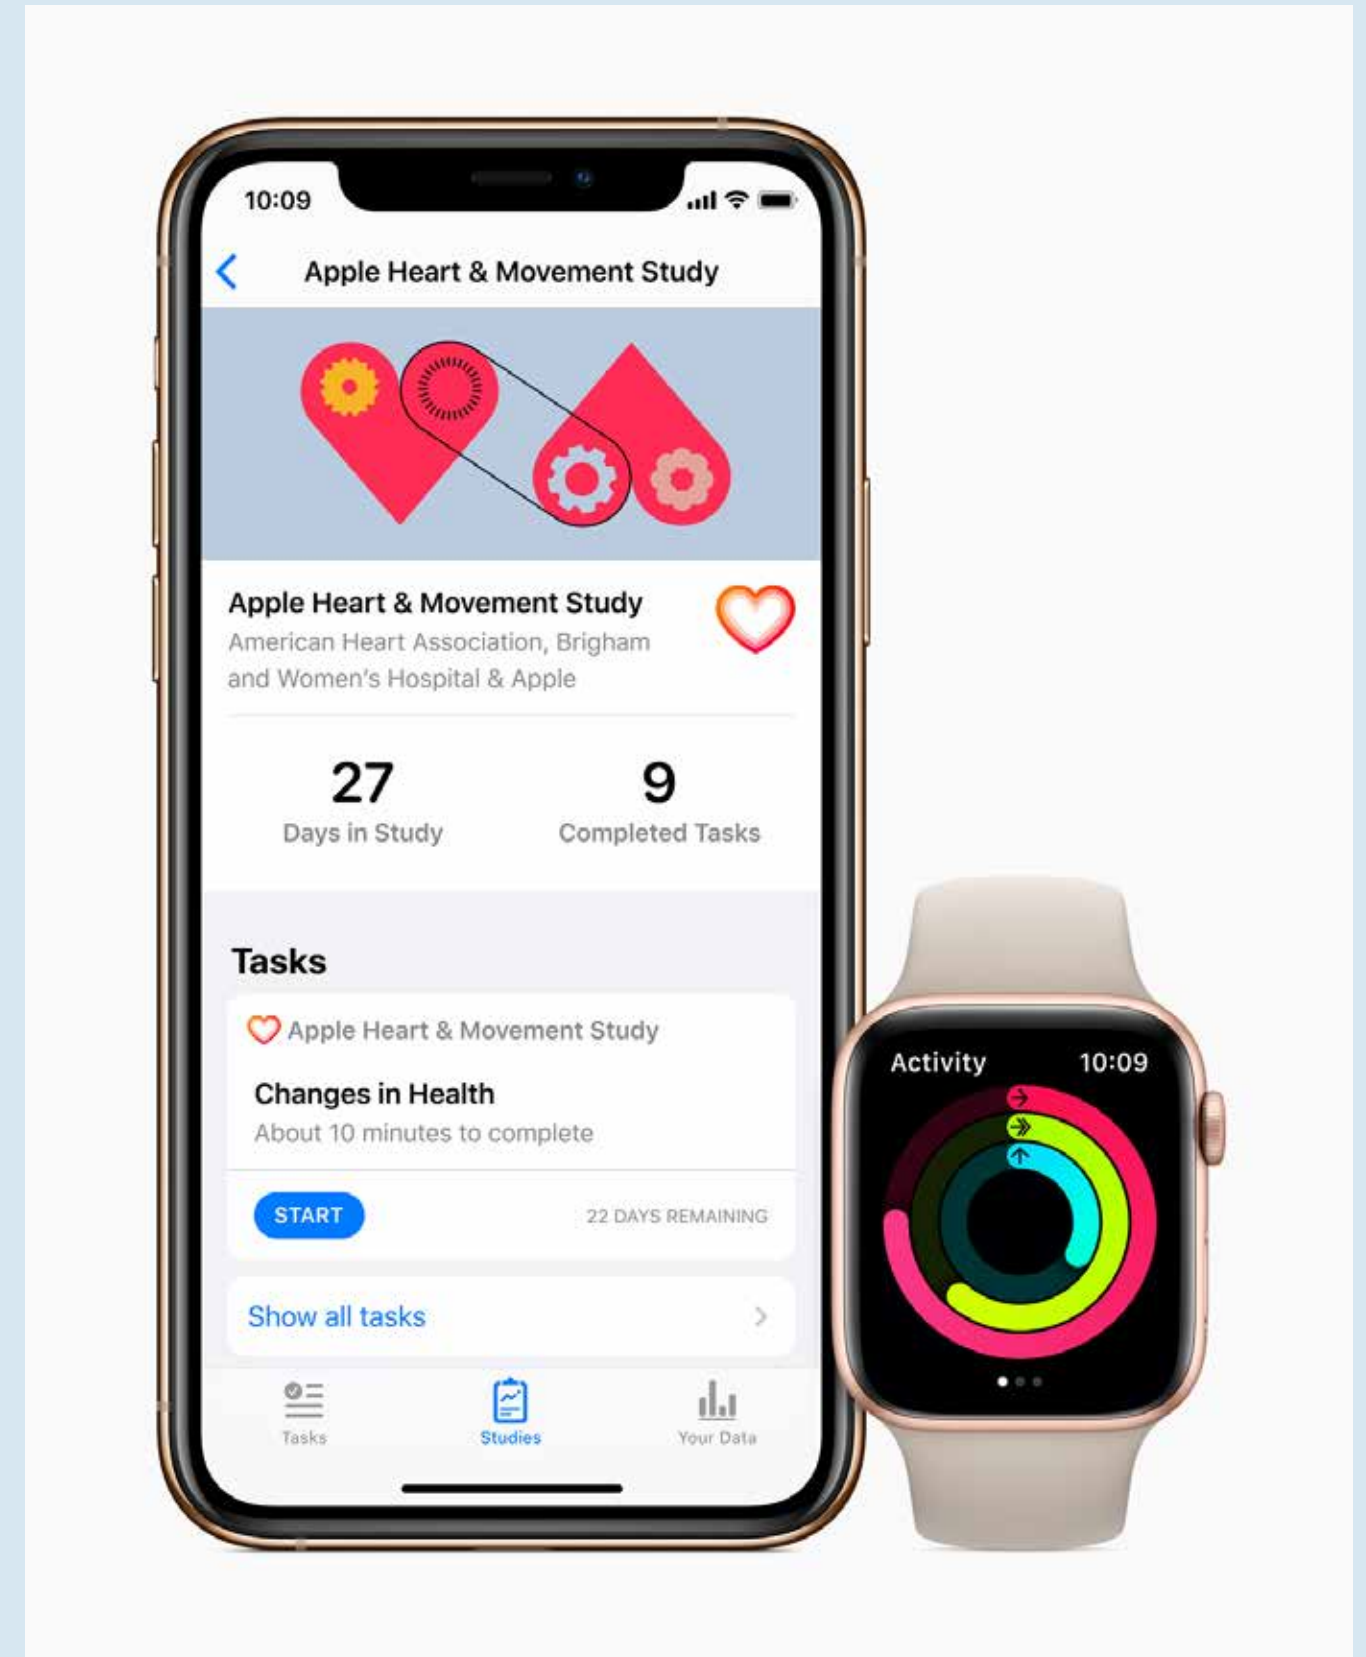 10:09
Apple Heart & Movement Study
Apple Heart & Movement Study
American Heart Association, Brigham
and Women's Hospital & Apple
27
Days in Study
9
Completed Tasks
Tasks
Apple Heart & Movement Study
Changes in Health
About 10 minutes to complete
START
22 DAYS REMAINING
Show all tasks
Tasks
Studies
Your Data
Activity
10:09